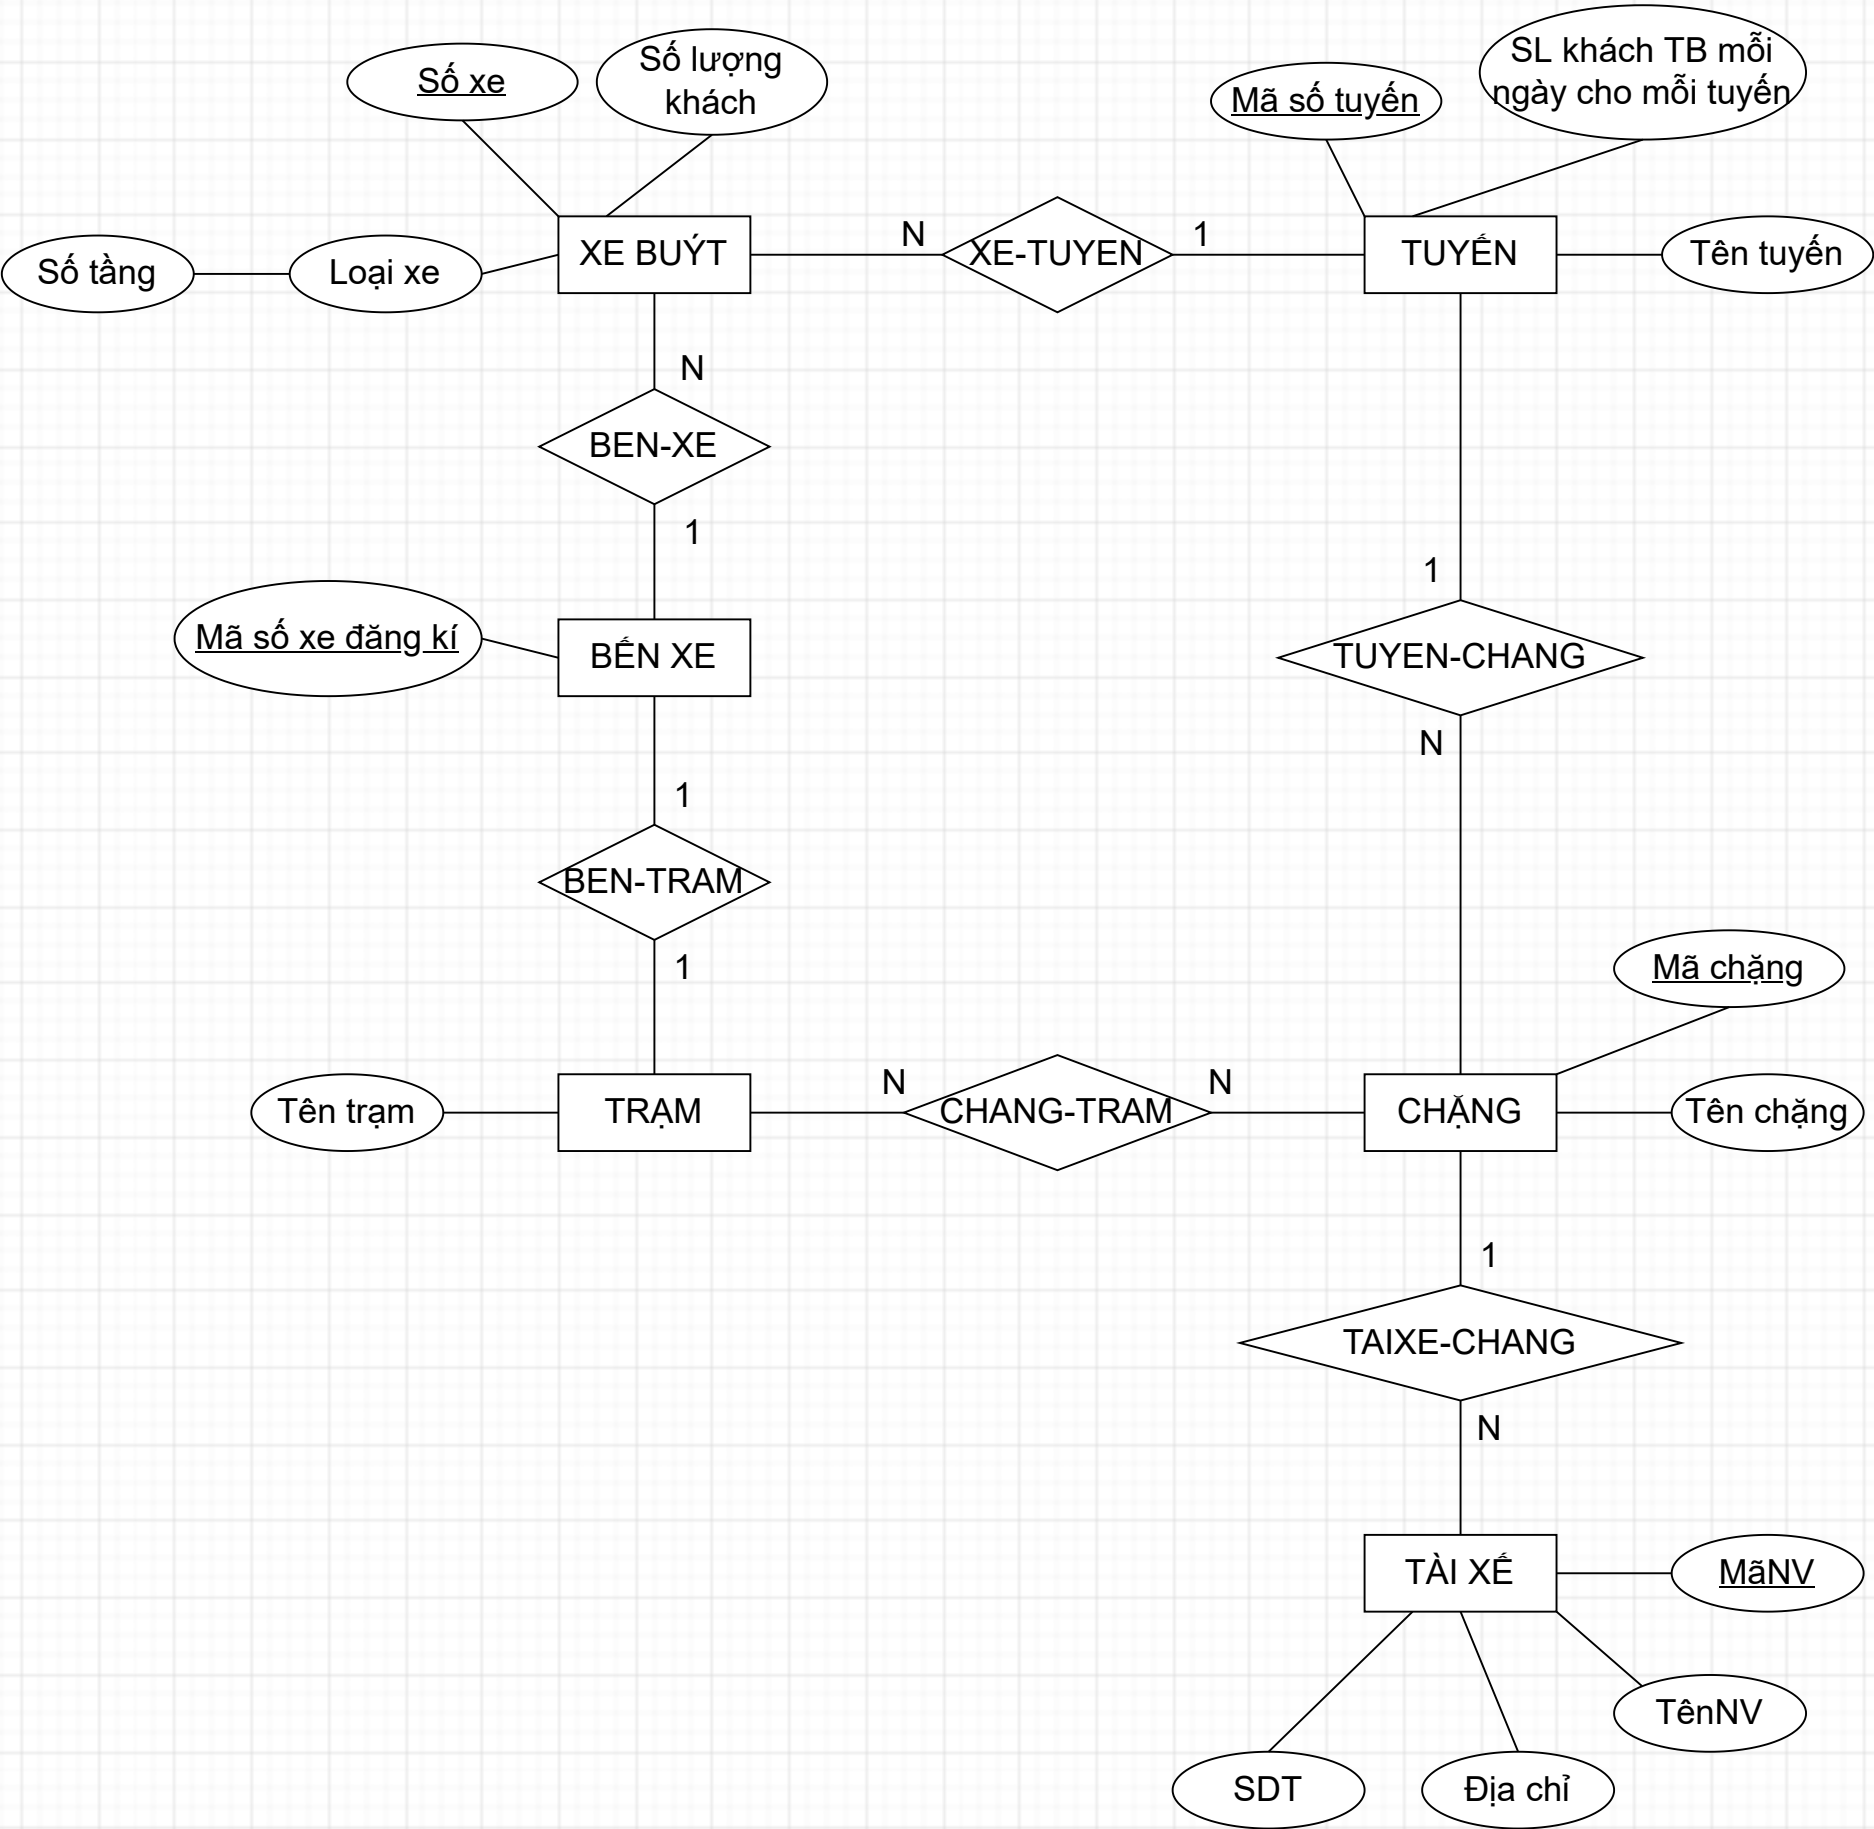 Số xe
Số lượng
khách
Mã số tuyến
SL khách TB mỗi
ngày cho mỗi tuyến
Số tầng
Loại xe
XE BUÝT
N
XE-TUYEN
1
TUYẾN
Tên tuyến
N
BEN-XE
1
1
Mã số xe đăng kí
BẾN XE
TUYEN-CHANG
N
1
BEN-TRAM
1
Mã chặng
Tên trạm
TRẠM
N
CHANG-TRAM
N
CHẶNG
Tên chặng
1
TAIXE-CHANG
N
TÀI XẾ
MãNV
TênNV
SDT
Địa chỉ